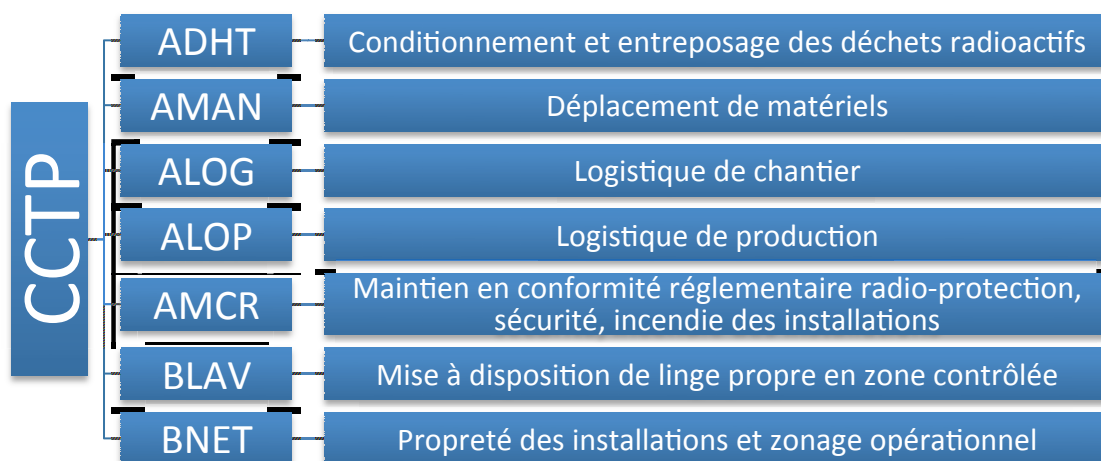 CCTP
ADHT
Conditionnement et entreposage des déchets radioactifs
AMAN
Déplacement de matériels
ALOG
Logistique de chantier
ALOP
Logistique de production
AMCR
Maintien en conformité réglementaire radio-protection,
sécurité, incendie des installations
BLAV
Mise à disposition de linge propre en zone contrôlée
BNET
Propreté des installations et zonage opérationnel